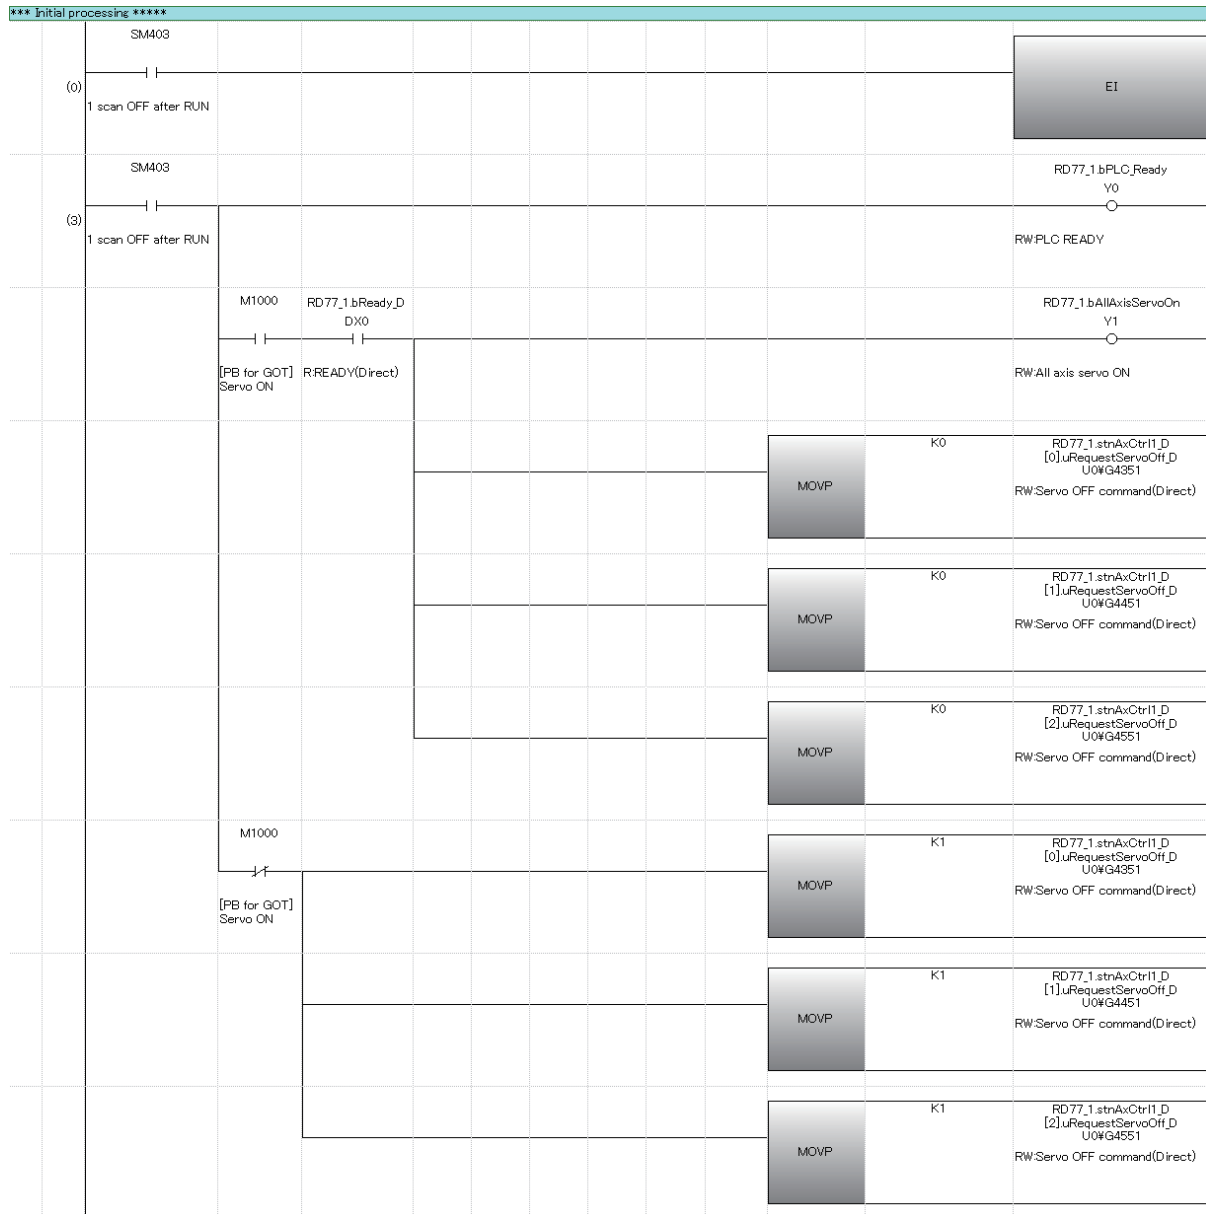 *** Initial processing *****
SM403
(0)
EI
1 scan OFF after RUN
SM403
RD77_1.bPLC_Ready
Y0
(3)
1 scan OFF after RUN
RW:PLC READY
M1000
RD77_1.bReady_D
RD77_1.bAllAxisServoOn
DX0
Y1
[PB for GOT]
Servo ON
R:READY(Direct)
RW:All axis servo ON
MOVP
K0
RD77_1.stnAxCtrl1_D
[0].uRequestServoOff_D
U0¥G4351
RW:Servo OFF command(Direct)
MOVP
K0
RD77_1.stnAxCtrl1_D
[1].uRequestServoOff_D
U0¥G4451
RW:Servo OFF command(Direct)
MOVP
K0
RD77_1.stnAxCtrl1_D
[2].uRequestServoOff_D
U0¥G4551
RW:Servo OFF command(Direct)
M1000
[PB for GOT]
Servo ON
MOVP
K1
RD77_1.stnAxCtrl1_D
[0].uRequestServoOff_D
U0¥G4351
RW:Servo OFF command(Direct)
MOVP
K1
RD77_1.stnAxCtrl1_D
[1].uRequestServoOff_D
U0¥G4451
RW:Servo OFF command(Direct)
MOVP
K1
RD77_1.stnAxCtrl1_D
[2].uRequestServoOff_D
U0¥G4551
RW:Servo OFF command(Direct)